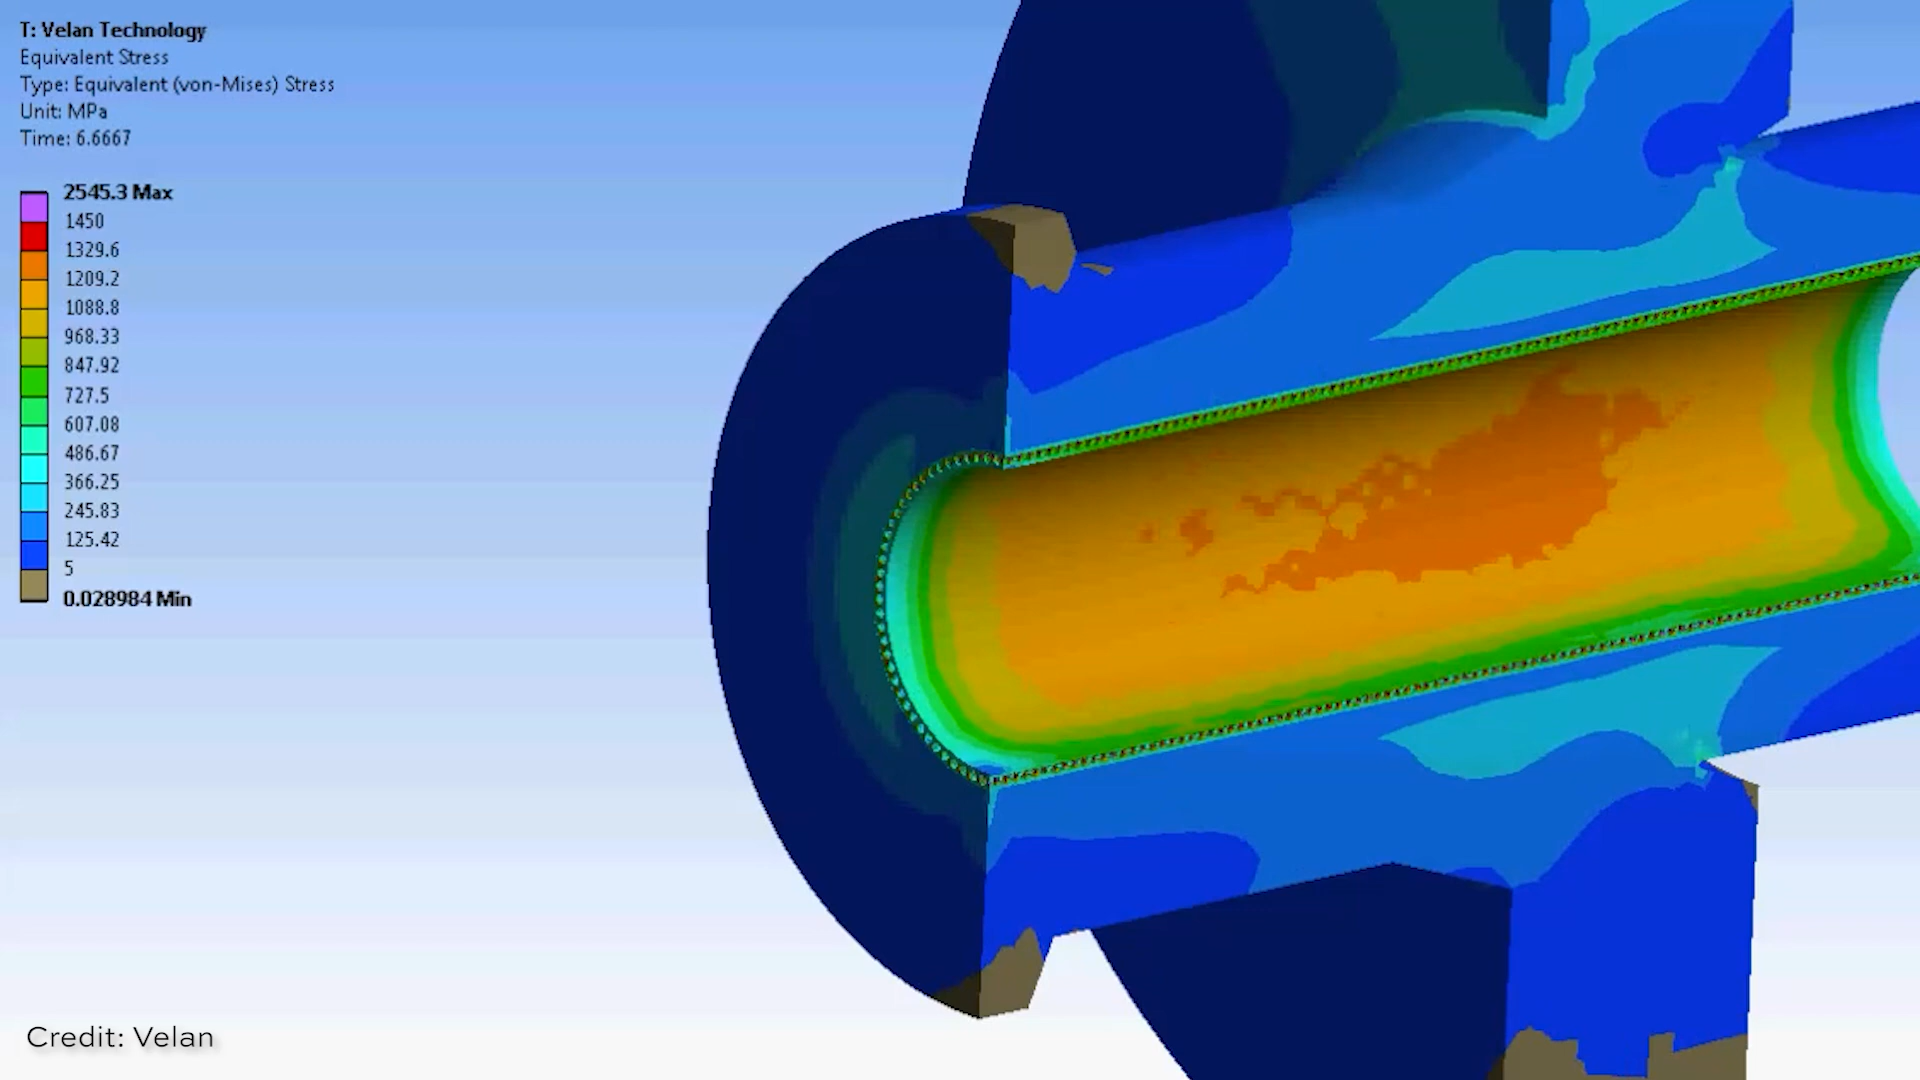 T: Velan Technology
Equivalent Stress
Type: Equivalent (von-Mises) Stress
Unit: MPa
Time: 6.6667
2545.3 Max
1450
1329.6
1209.2
1088.8
968.33
847.92
727.5
607.08
486.67
366.25
245.83
125.42
5
0.028984 Min
Credit: Velan